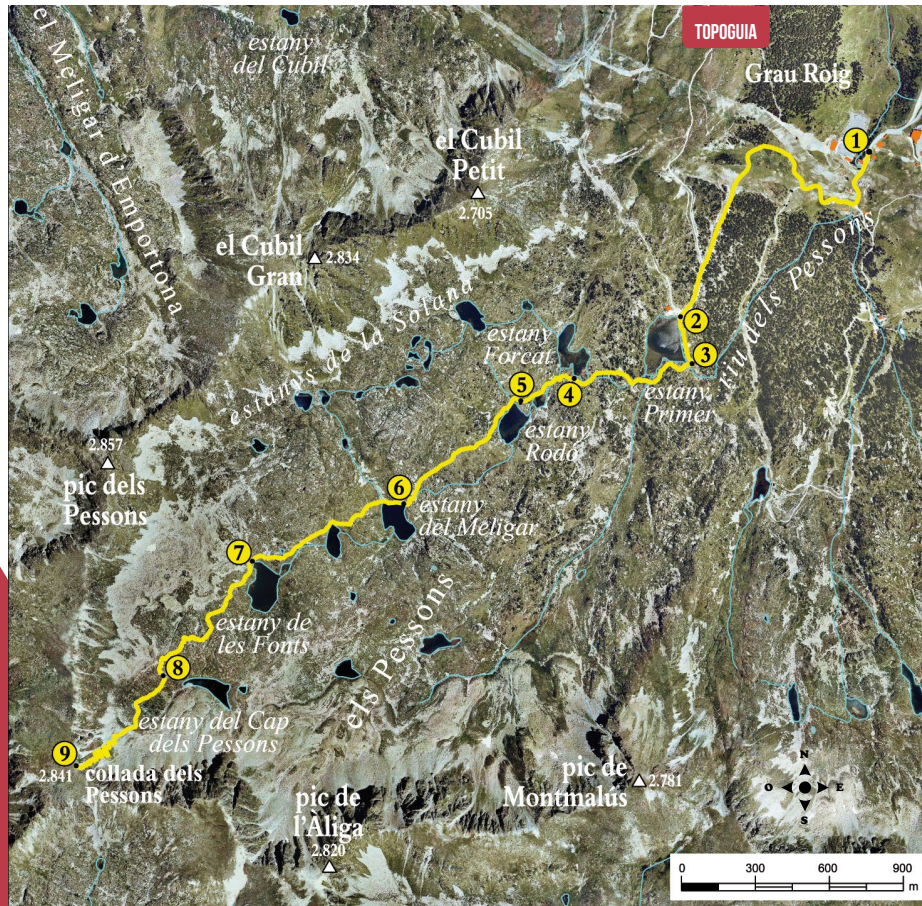 TOPOGUIA
el Meligar d'Emportona
estany
del Cubil
Grau Roig
1
el Cubil
Petit
2.705
el Cubil
Gran
2.834
estanys de la Solana
riu dels Pessons
2
3
estany
Forcat
4
5
estany
Primer
estany
Rodó
2.857
pic dels
Pessons
6
estany
del Meligar
7
estany de
les Fonts
els Pessons
8
estany del Cap
dels Pessons
9
2.841
collada dels
Pessons
pic de
Montmalús
2.781
pic de
l'Àliga
2.820
N
O
E
S
0
300
600
900
m